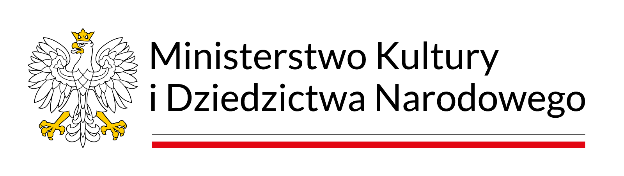 Ministerstwo Kultury
i Dziedzictwa Narodowego